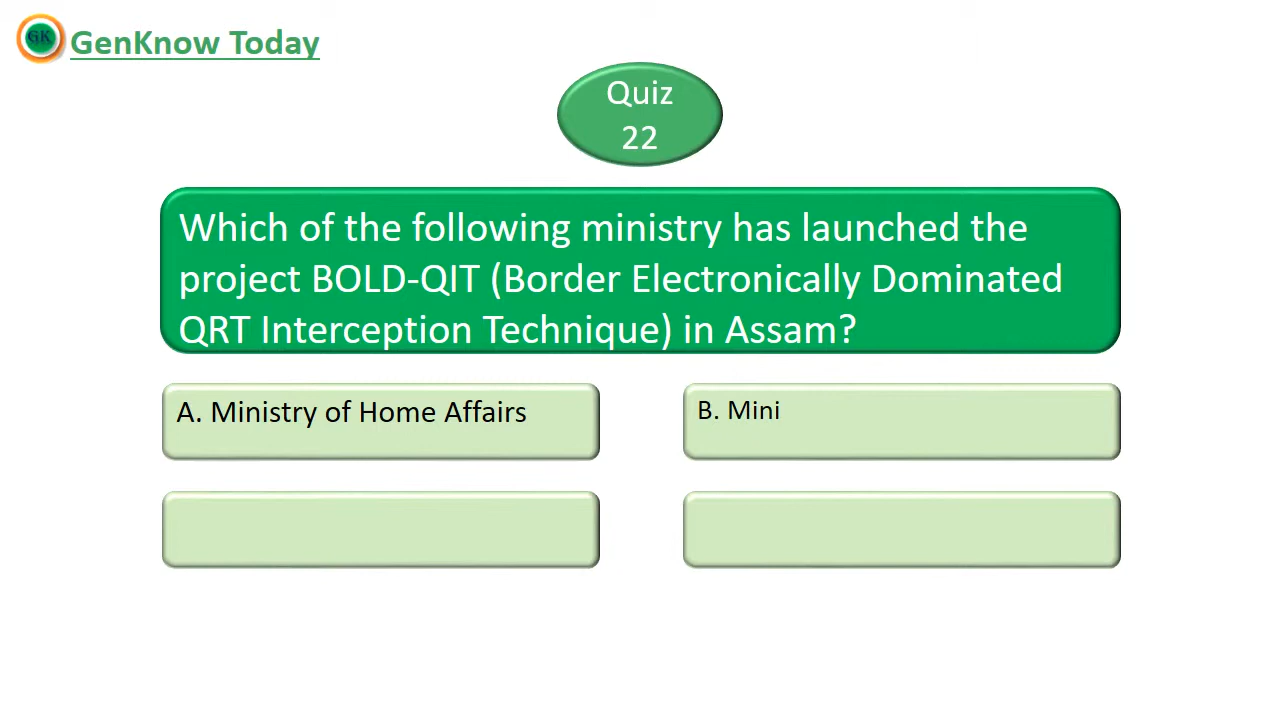 GK GenKnow Today
Quiz
22
Which of the following ministry has launched the
project BOLD-QIT (Border Electronically Dominated
QRT Interception Technique) in Assam?
A. Ministry of Home Affairs
B. Mini